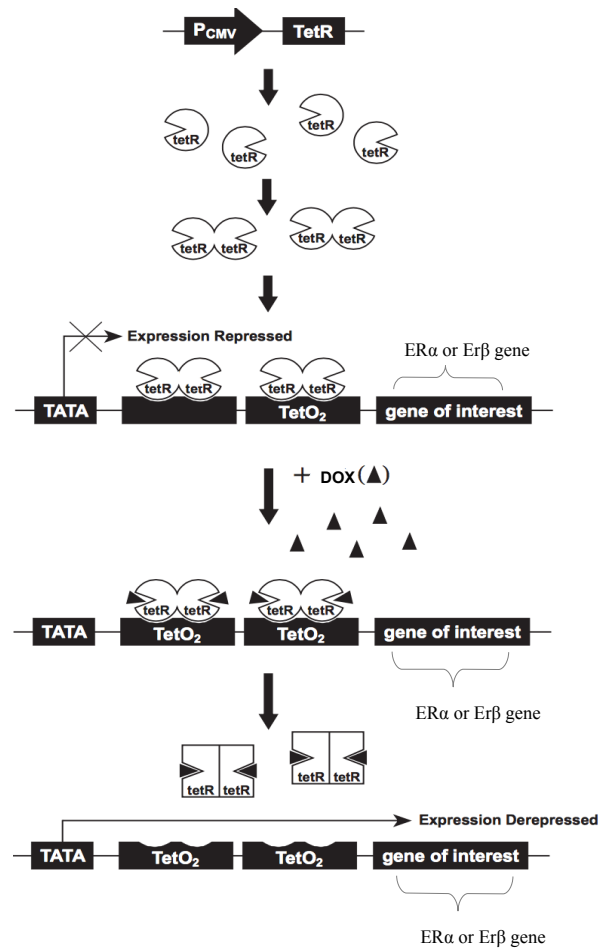 PCMV TetR
tetR
tetR
tetR
tetR
tetR tetR
tetR tetR
Expression Repressed
ERα or Erβ gene
tetR tetR
tetR tetR
TATA TetO2 gene of interest
+ DOX (▲)
tetR tetR
tetR tetR
TATA TetO2 TetO2 gene of interest
ERα or Erβ gene
tetR tetR
tetR tetR
Expression Derepressed
TATA TetO2 TetO2 gene of interest
ERα or Erβ gene